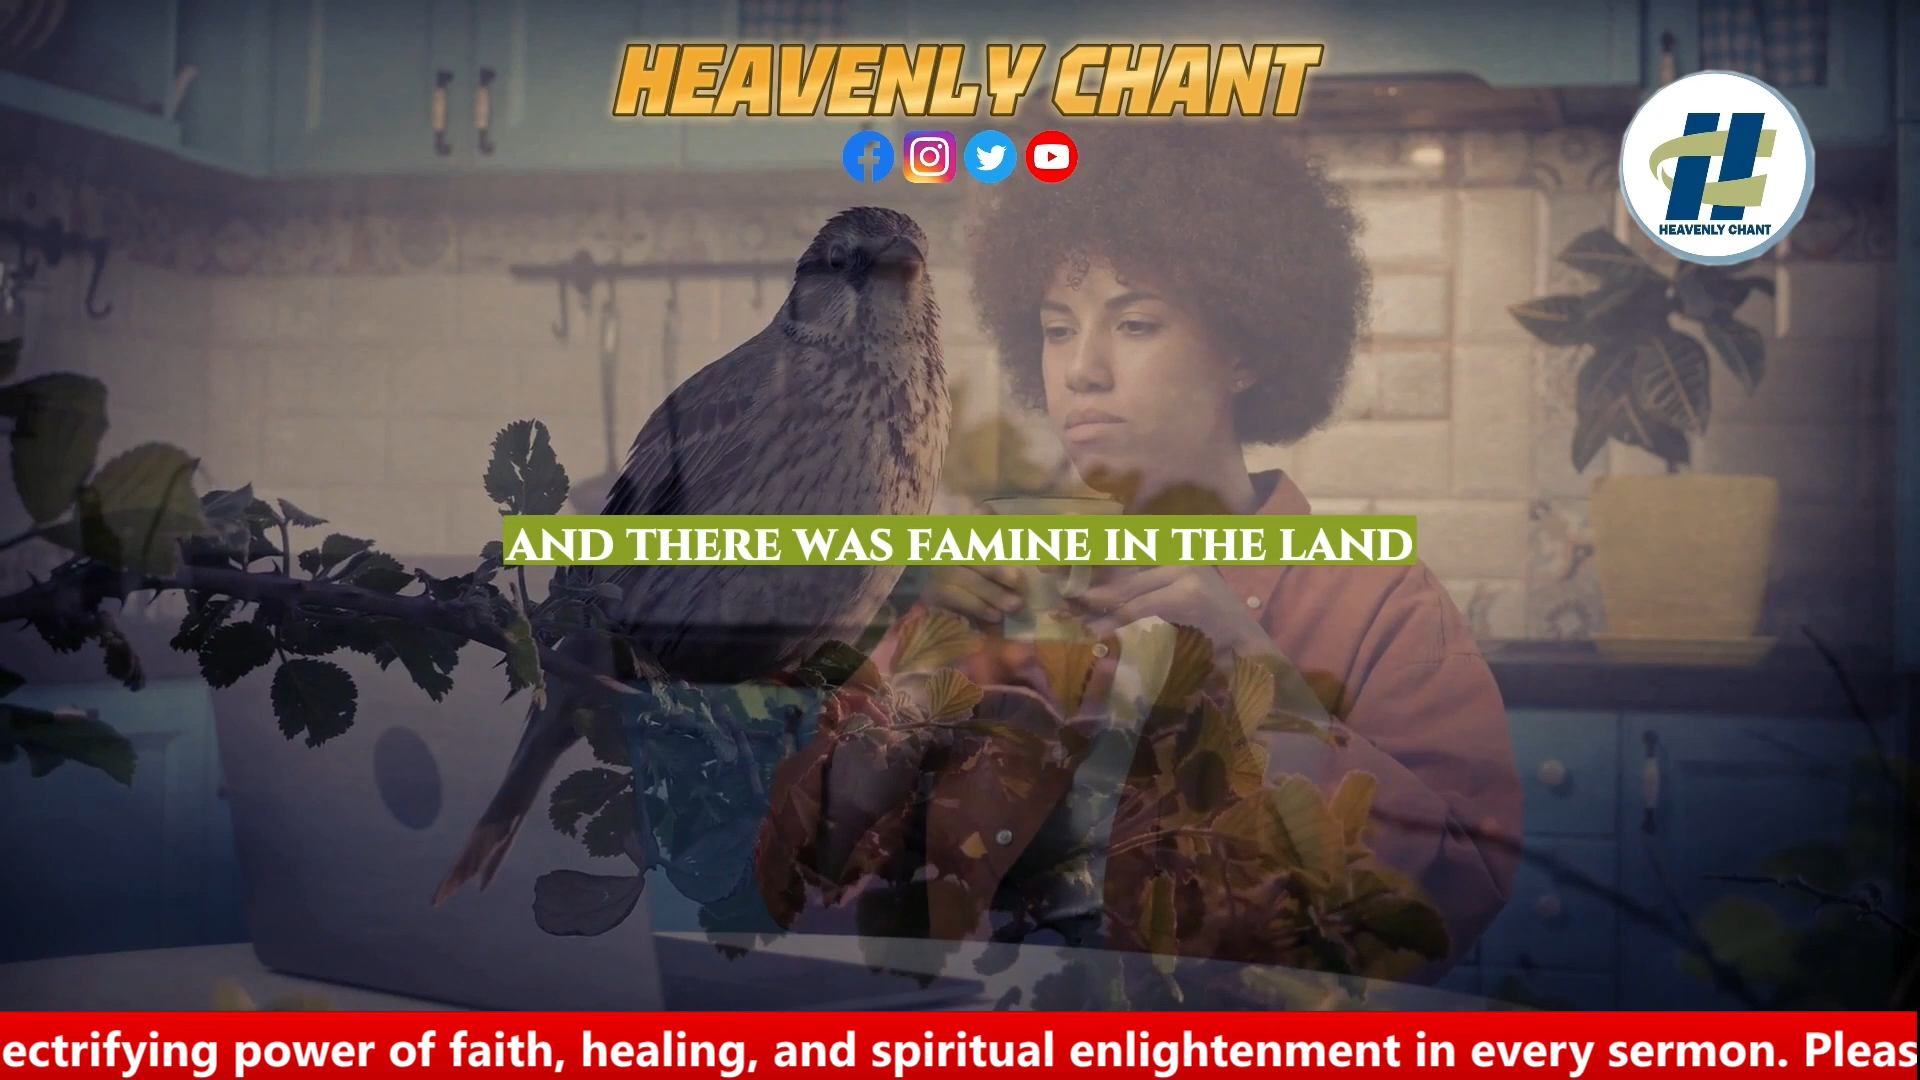 HEAVENLY CHANT
HEAVENLY CHANT
AND THERE WAS FAMINE IN THE LAND
ectrifying power of faith, healing, and spiritual enlightenment in every sermon. Pleas